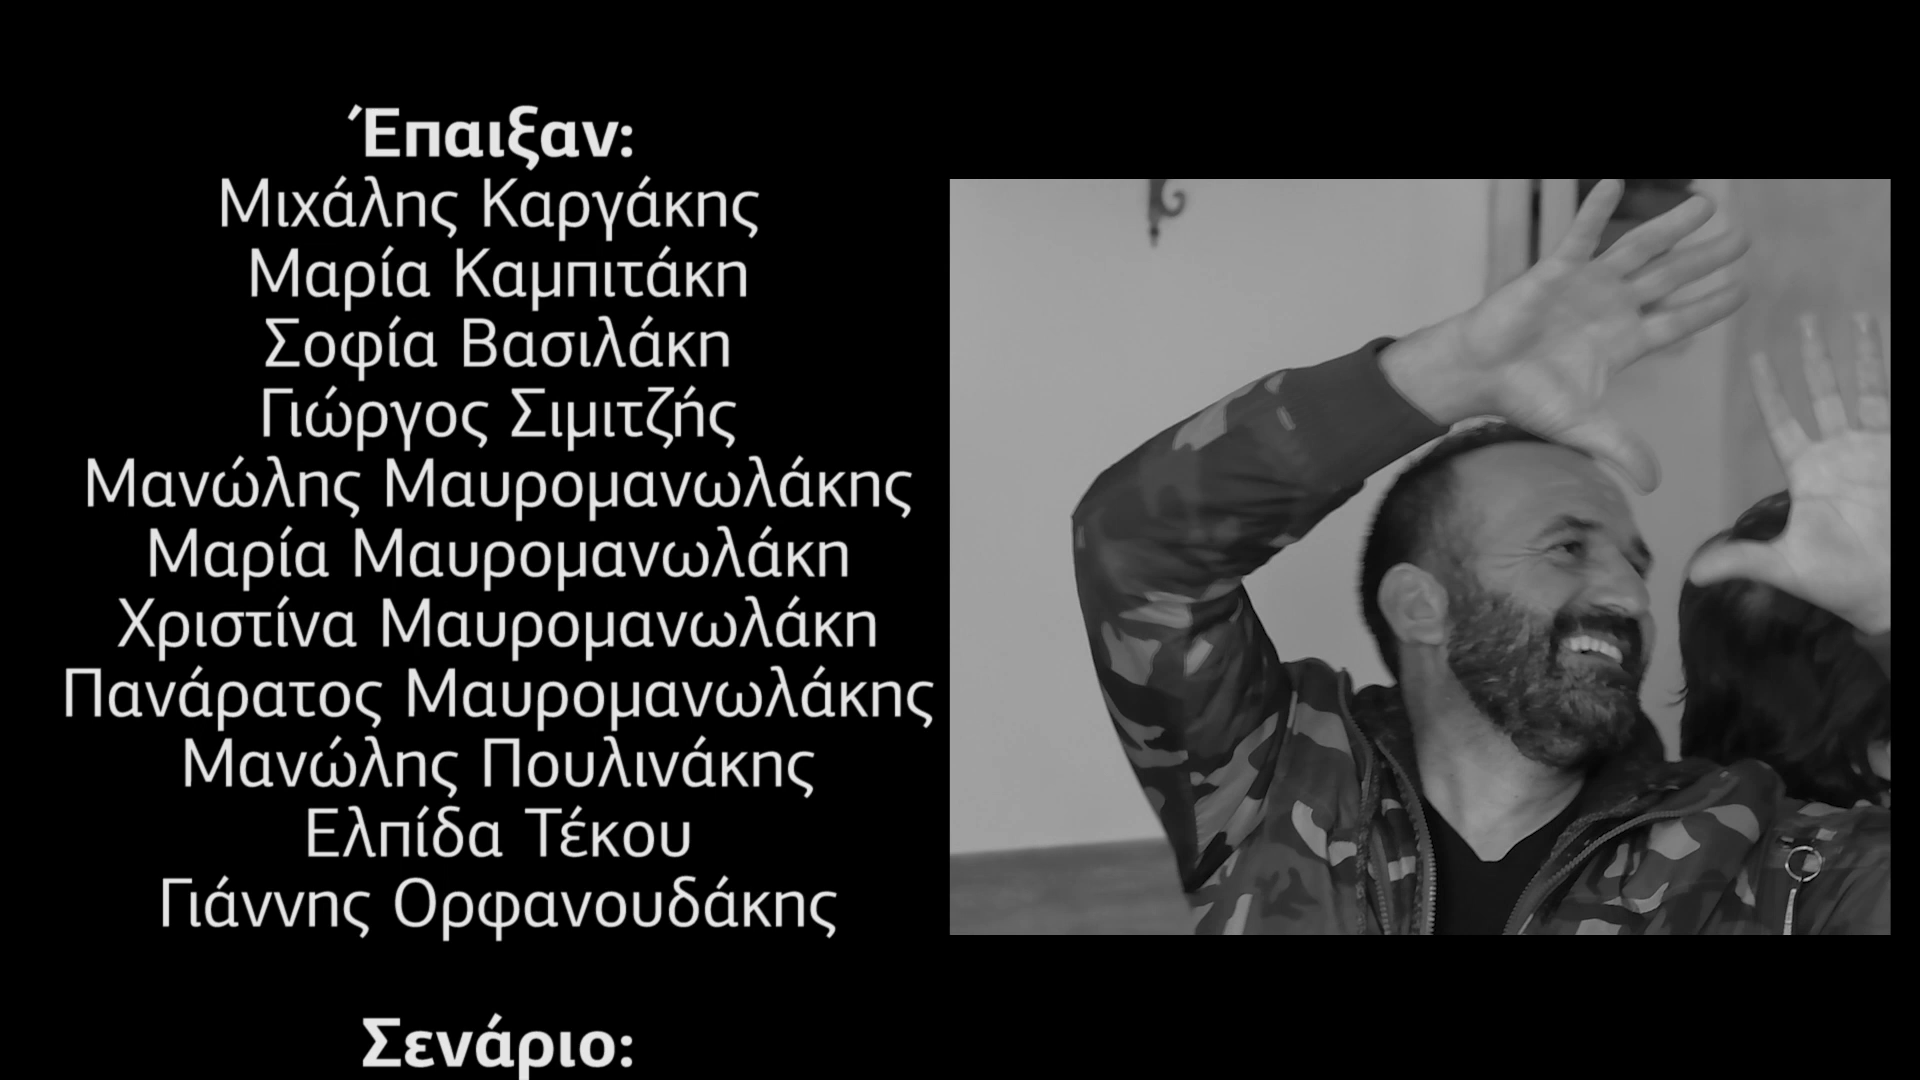 Έπαιξαν:
Μιχάλης Καργάκης
Μαρία Καμπιτάκη
Σοφία Βασιλάκη
Γιώργος Σιμιτζής
Μανώλης Μαυρομανωλάκης
Μαρία Μαυρομανωλάκη
Χριστίνα Μαυρομανωλάκη
Πανάρατος Μαυρομανωλάκης
Μανώλης Πουλινάκης
Ελπίδα Τέκου
Γιάννης Ορφανουδάκης
Σενάριο: